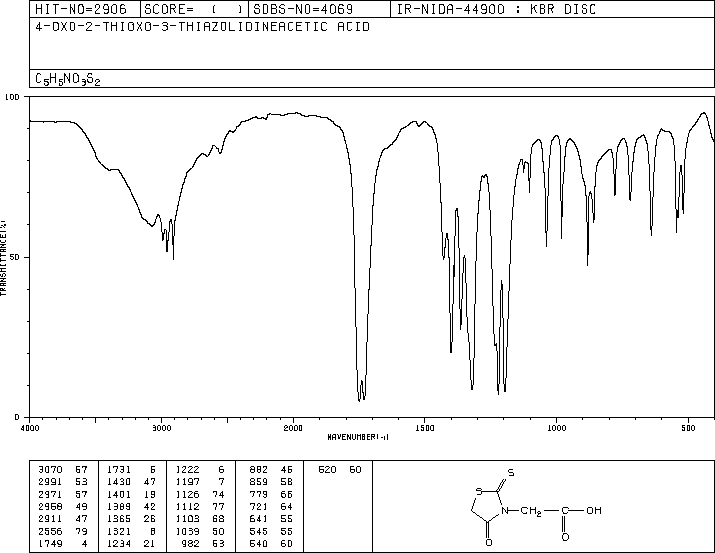 HIT-NO=2906 SCORE= ( ) SDBS-NO=4069 IR-NIDA-44900 : KBR DISC
4-OXO-2-THIOXO-3-THIAZOLIDINEACETIC ACID
C5H5NO3S2
100
50
0
TRANSMITTANCE(%)
4000 3000 2000 1500 1000 500
WAVENUMBER(-1)
3070 57 1731 5 1222 6 882 46 520 60
2991 53 1430 47 1197 7 859 58
2971 57 1401 19 1126 74 779 66
2958 49 1389 42 1112 77 721 64
2911 47 1365 26 1103 68 641 55
2556 79 1321 8 1039 50 545 55
1749 4 1234 21 982 53 540 60
S
S
N—CH2—C—OH
O
O